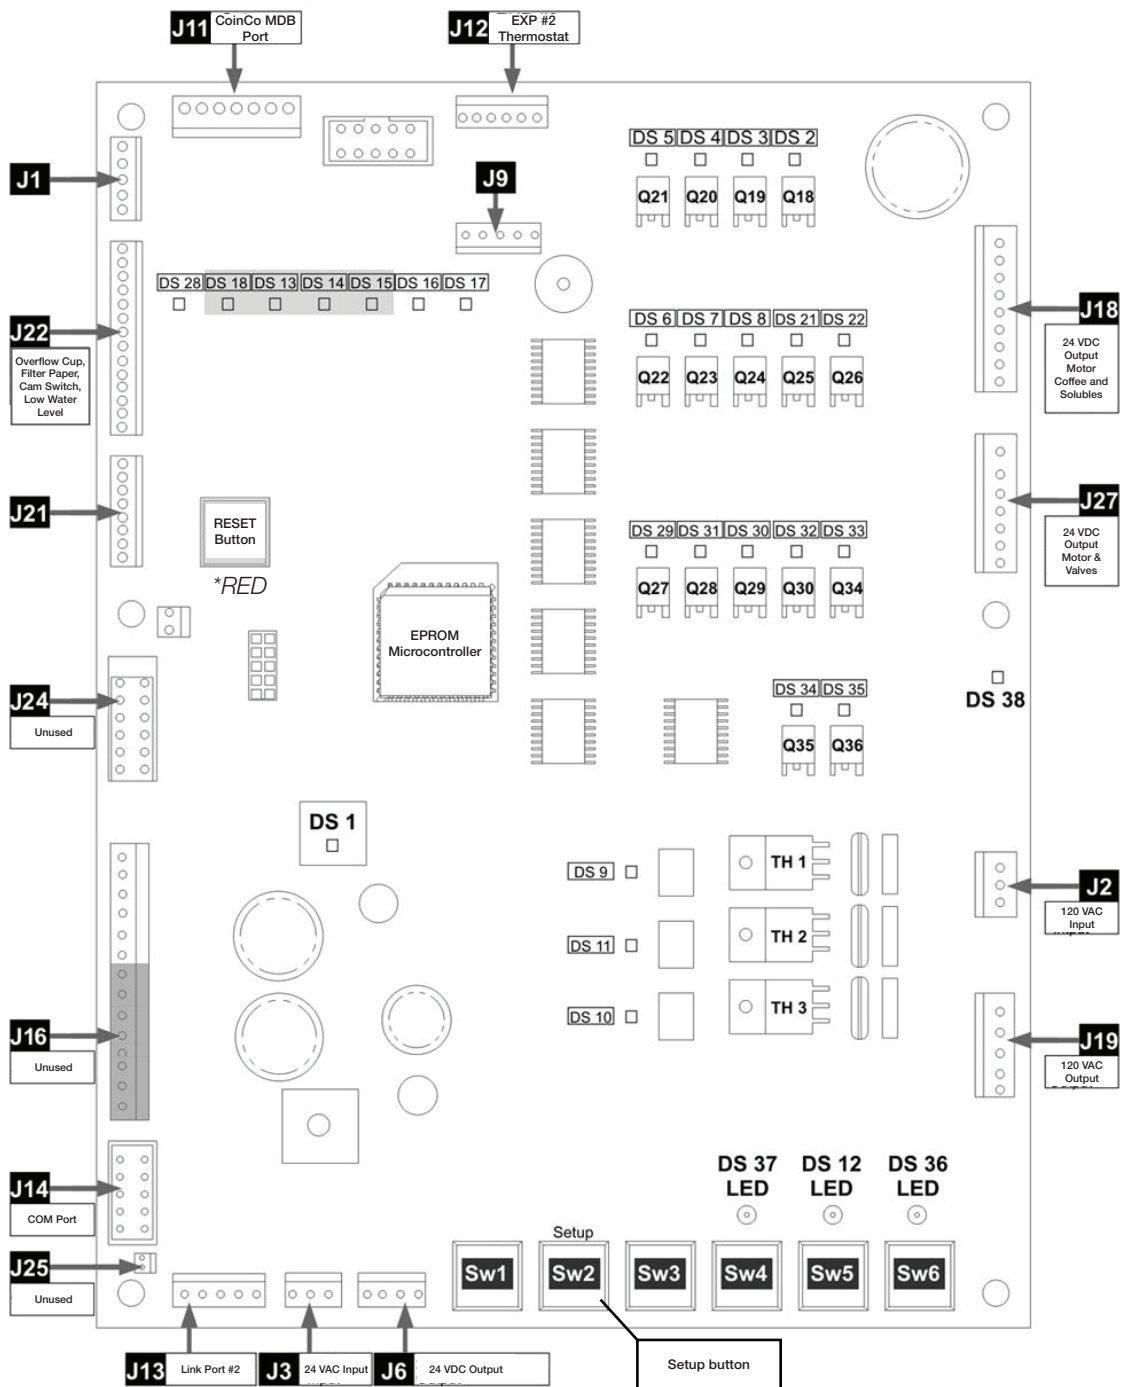 J11 CoinCo MDB
Port
J12 EXP #2
Thermostat
J1
J9
DS 5 DS 4 DS 3 DS 2
Q21 Q20 Q19 Q18
DS 28 DS 18 DS 13 DS 14 DS 15 DS 16 DS 17
J22
Overflow Cup,
Filter Paper,
Cam Switch,
Low Water
Level
DS 6 DS 7 DS 8 DS 21 DS 22
Q22 Q23 Q24 Q25 Q26
J18
24 VDC
Output
Motor
Coffee and
Solubles
J21
RESET
Button
*RED
J27
24 VDC
Output
Motor &
Valves
DS 29 DS 31 DS 30 DS 32 DS 33
Q27 Q28 Q29 Q30 Q34
EPROM
Microcontroller
J24
Unused
DS 34 DS 35
Q35 Q36
DS 38
DS 1
DS 9
TH 1
DS 11
TH 2
DS 10
TH 3
J2
120 VAC
Input
J16
Unused
J19
120 VAC
Output
J14
COM Port
J25
Unused
DS 37
LED
DS 12
LED
DS 36
LED
Setup
Sw1 Sw2 Sw3 Sw4 Sw5 Sw6
J13 Link Port #2
J3 24 VAC Input
J6 24 VDC Output
Setup button